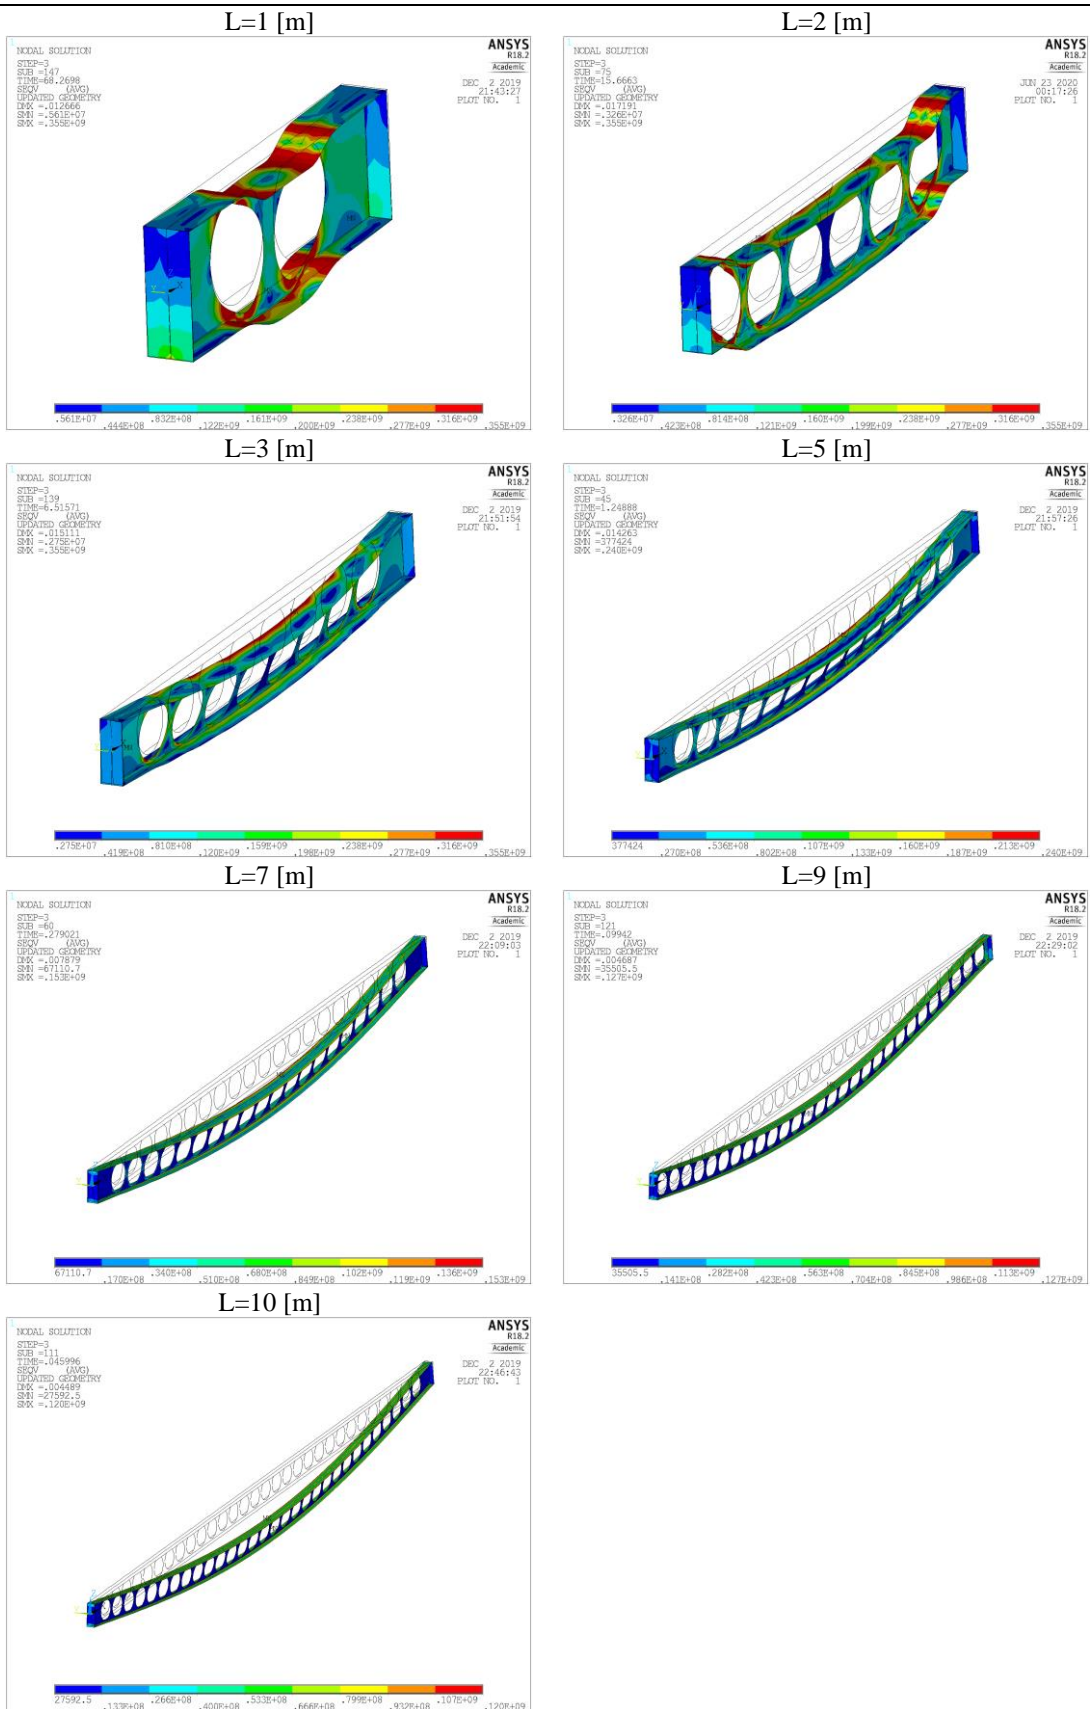 L=1 [m]
1
NODAL SOLUTION
STEP=3
SUB =147
TIME=68.2698
SEQV (AVG)
UPDATED GEOMETRY
DMX =.012666
SMN =.561E+07
SMX =.355E+09
ANSYS
R18.2
Academic
DEC 2 2019
21:43:27
PLOT NO. 1
.561E+07 .832E+08 .161E+09 .238E+09 .316E+09
.444E+08 .122E+09 .200E+09 .277E+09 .355E+09
L=2 [m]
1
NODAL SOLUTION
STEP=3
SUB =75
TIME=15.6663
SEQV (AVG)
UPDATED GEOMETRY
DMX =.017191
SMN =.326E+07
SMX =.355E+09
ANSYS
R18.2
Academic
JUN 23 2020
00:17:26
PLOT NO. 1
.326E+07 .814E+08 .160E+09 .238E+09 .316E+09
.423E+08 .121E+09 .199E+09 .277E+09 .355E+09
L=3 [m]
1
NODAL SOLUTION
STEP=3
SUB =139
TIME=6.51571
SEQV (AVG)
UPDATED GEOMETRY
DMX =.015111
SMN =.275E+07
SMX =.355E+09
ANSYS
R18.2
Academic
DEC 2 2019
21:51:54
PLOT NO. 1
.275E+07 .810E+08 .159E+09 .238E+09 .316E+09
.419E+08 .120E+09 .198E+09 .277E+09 .355E+09
L=5 [m]
1
NODAL SOLUTION
STEP=3
SUB =45
TIME=1.24888
SEQV (AVG)
UPDATED GEOMETRY
DMX =.014263
SMN =377424
SMX =.240E+09
ANSYS
R18.2
Academic
DEC 2 2019
21:57:26
PLOT NO. 1
377424 .536E+08 .107E+09 .160E+09 .213E+09
.270E+08 .802E+08 .133E+09 .187E+09 .240E+09
L=7 [m]
1
NODAL SOLUTION
STEP=3
SUB =60
TIME=.279021
SEQV (AVG)
UPDATED GEOMETRY
DMX =.007879
SMN =67110.7
SMX =.153E+09
ANSYS
R18.2
Academic
DEC 2 2019
22:09:03
PLOT NO. 1
67110.7 .340E+08 .680E+08 .102E+09 .136E+09
.170E+08 .510E+08 .849E+08 .119E+09 .153E+09
L=9 [m]
1
NODAL SOLUTION
STEP=3
SUB =121
TIME=.09942
SEQV (AVG)
UPDATED GEOMETRY
DMX =.004687
SMN =35505.5
SMX =.127E+09
ANSYS
R18.2
Academic
DEC 2 2019
22:29:02
PLOT NO. 1
35505.5 .282E+08 .563E+08 .845E+08 .113E+09
.141E+08 .423E+08 .704E+08 .986E+08 .127E+09
L=10 [m]
1
NODAL SOLUTION
STEP=3
SUB =111
TIME=.045996
SEQV (AVG)
UPDATED GEOMETRY
DMX =.004489
SMN =27592.5
SMX =.120E+09
ANSYS
R18.2
Academic
DEC 2 2019
22:46:43
PLOT NO. 1
27592.5 .266E+08 .533E+08 .799E+08 .107E+09
.133E+08 .400E+08 .666E+08 .932E+08 .120E+09